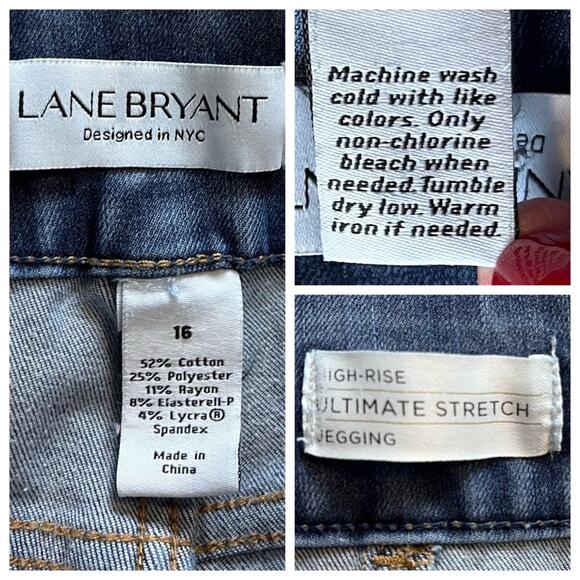 LANE BRYANT
Designed in NYC
16
52% Cotton
25% Polyester
11% Rayon
8% Elasterell-P
4% Lycra®
Spandex
Made in
China
Machine wash
cold with like
colors. Only
non-chlorine
bleach when
needed. Tumble
dry low. Warm
iron if needed.
De
N
HIGH-RISE
ULTIMATE STRETCH
JEGGING